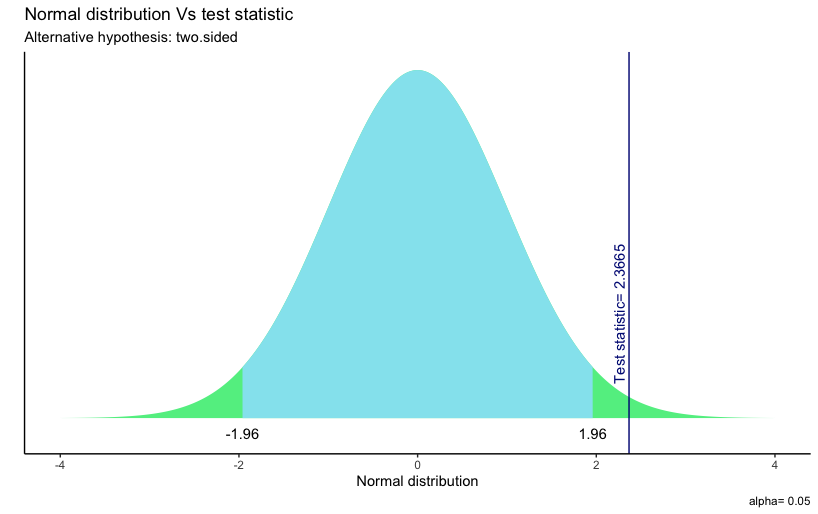 Normal distribution Vs test statistic
Alternative hypothesis: two.sided
Test statistic= 2.3665
-1.96
1.96
-4
-2
0
2
4
Normal distribution
alpha= 0.05